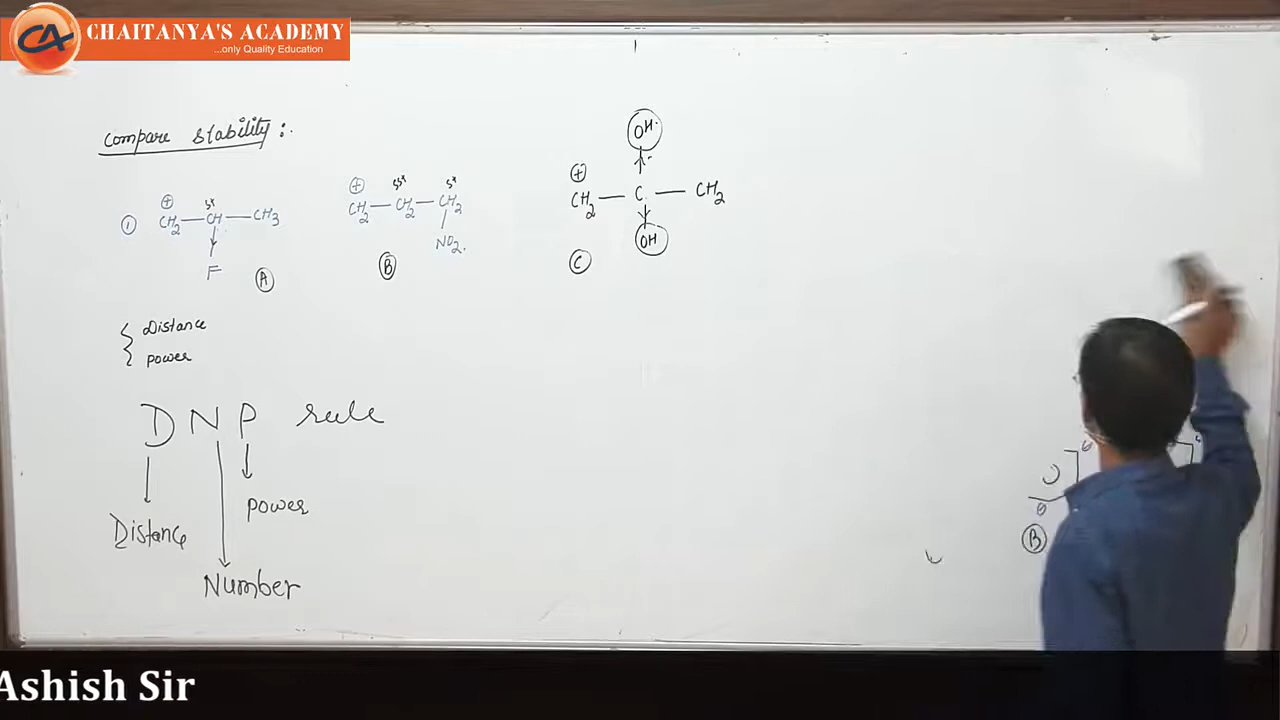 CHAITANYA'S ACADEMY
...only Quality Education
CA
Compare stability :.
① ⊕ CH₂—CH—CH₃
F
Ⓐ
⊕ CH₂—CH₂—CH₂
NO₂.
Ⓑ
OH
⊕ CH₂—C—CH₂
OH
Ⓒ
Distance
power
D N P rule
power
Distance
Number
Ⓑ
Ashish Sir